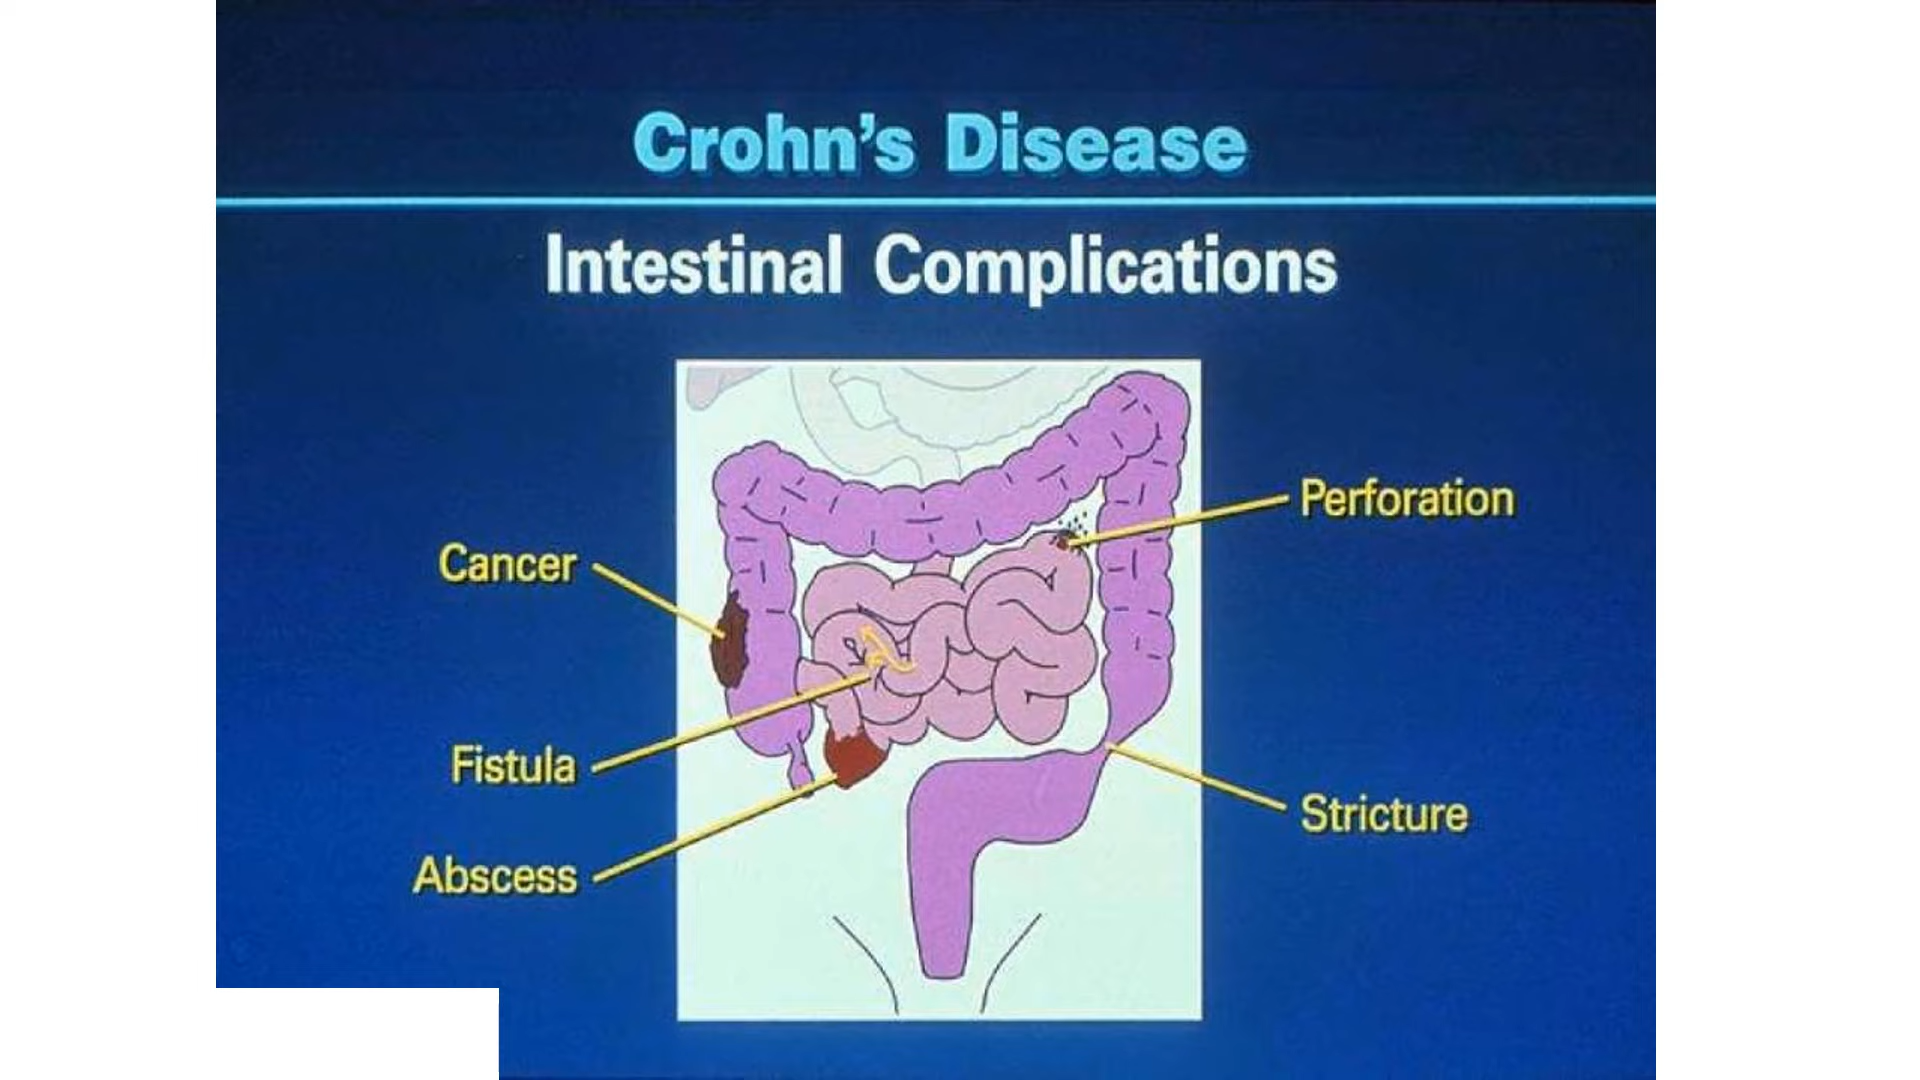 Crohn's Disease
Intestinal Complications
Perforation
Cancer
Fistula
Stricture
Abscess